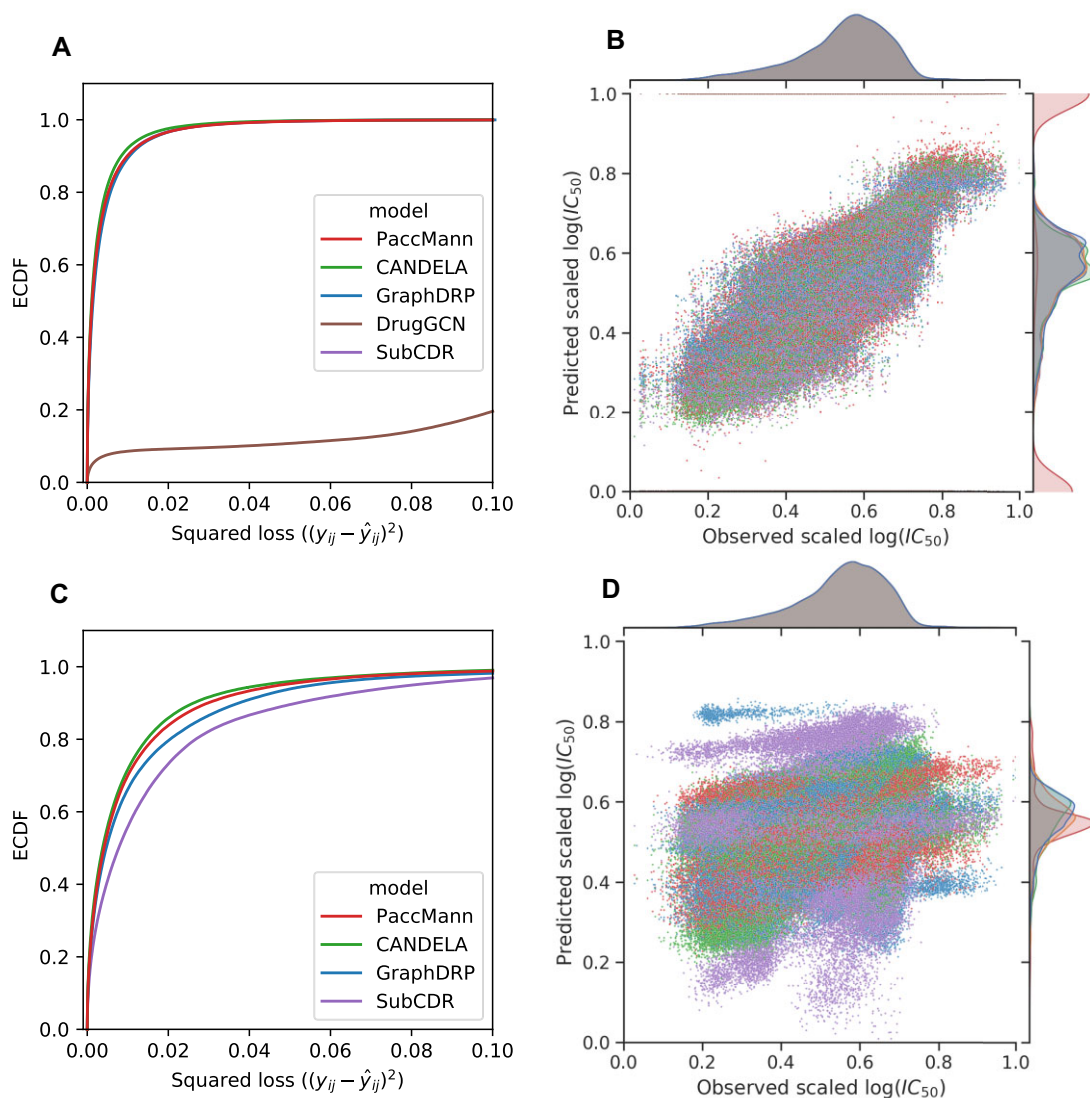 A
1.0
0.8
0.6
0.4
0.2
0.0
ECDF
model
PaccMann
CANDELA
GraphDRP
DrugGCN
SubCDR
0.00 0.02 0.04 0.06 0.08 0.10
Squared loss ((y_ij − ŷ_ij)²)
B
1.0
0.8
0.6
0.4
0.2
0.0
Predicted scaled log(IC₅₀)
0.0 0.2 0.4 0.6 0.8 1.0
Observed scaled log(IC₅₀)
C
1.0
0.8
0.6
0.4
0.2
0.0
ECDF
model
PaccMann
CANDELA
GraphDRP
SubCDR
0.00 0.02 0.04 0.06 0.08 0.10
Squared loss ((y_ij − ŷ_ij)²)
D
1.0
0.8
0.6
0.4
0.2
0.0
Predicted scaled log(IC₅₀)
0.0 0.2 0.4 0.6 0.8 1.0
Observed scaled log(IC₅₀)